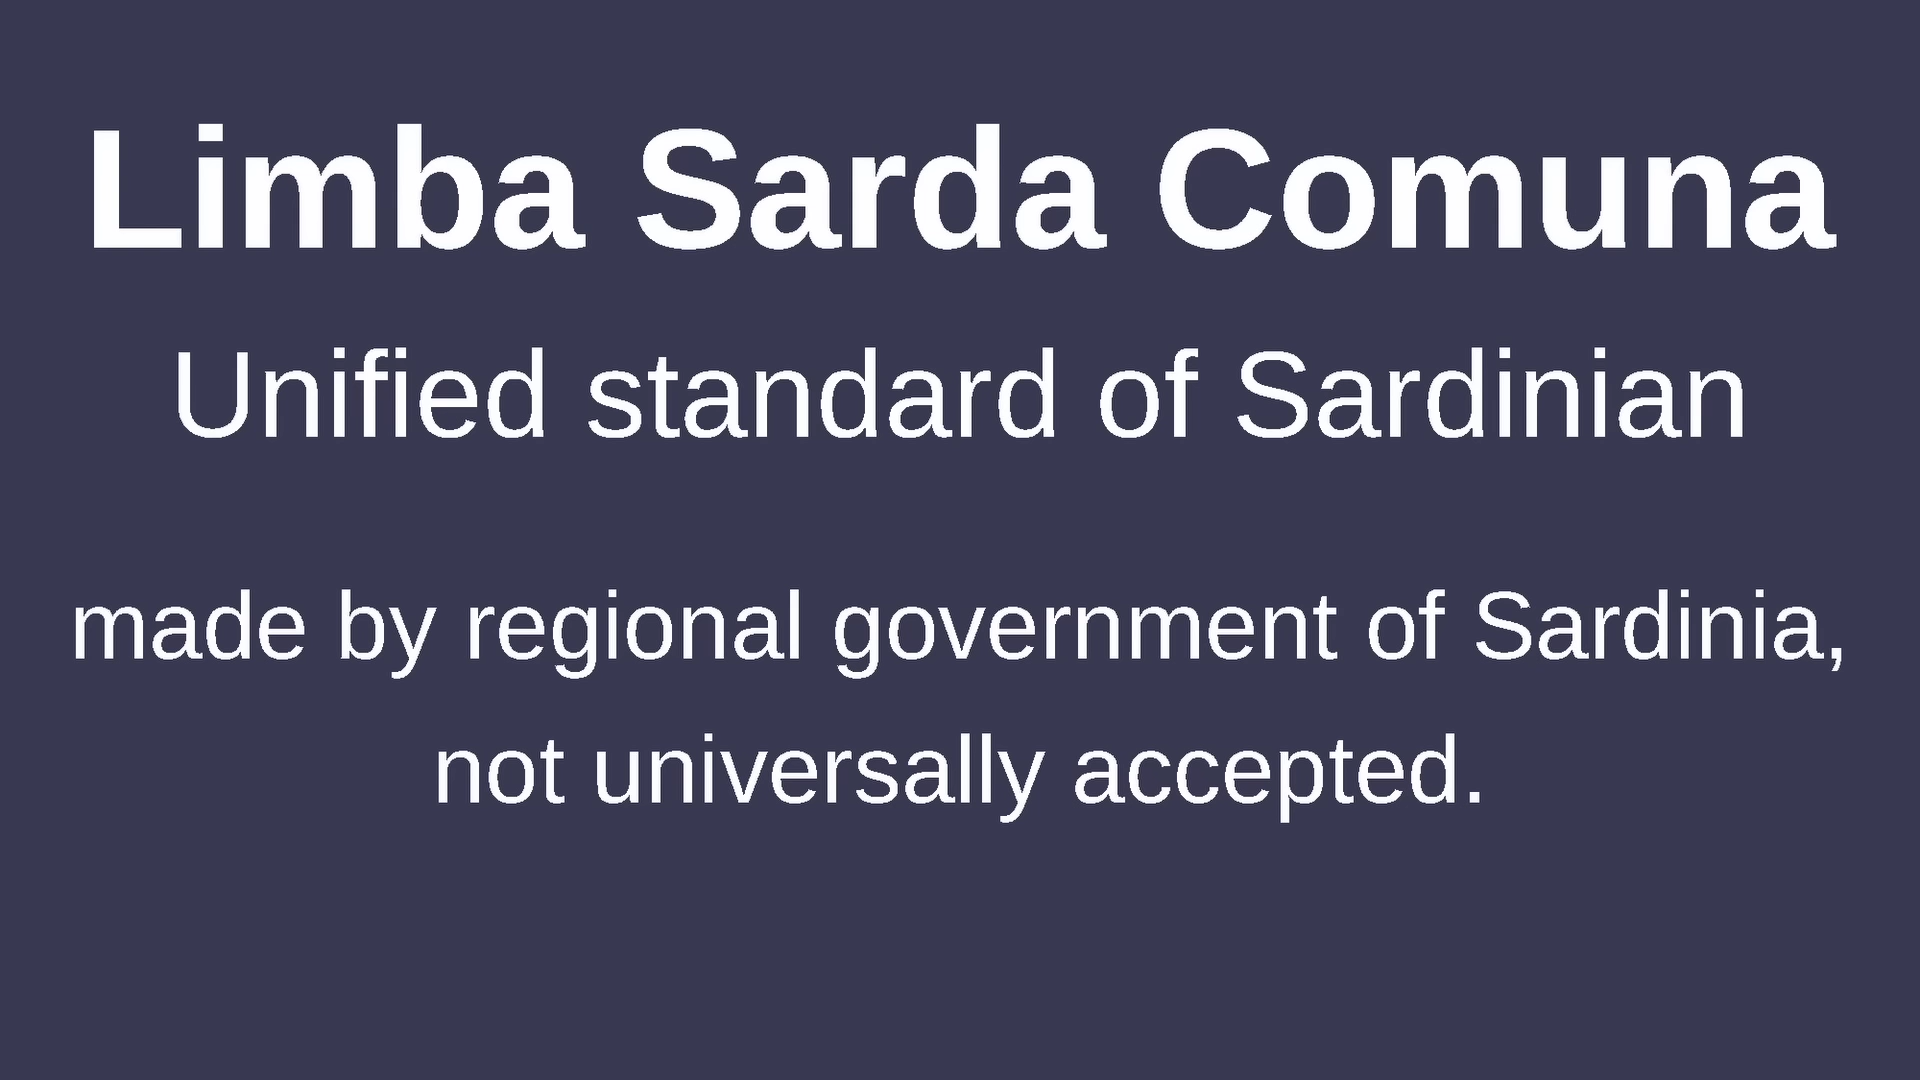 Limba Sarda Comuna
Unified standard of Sardinian
made by regional government of Sardinia,
not universally accepted.